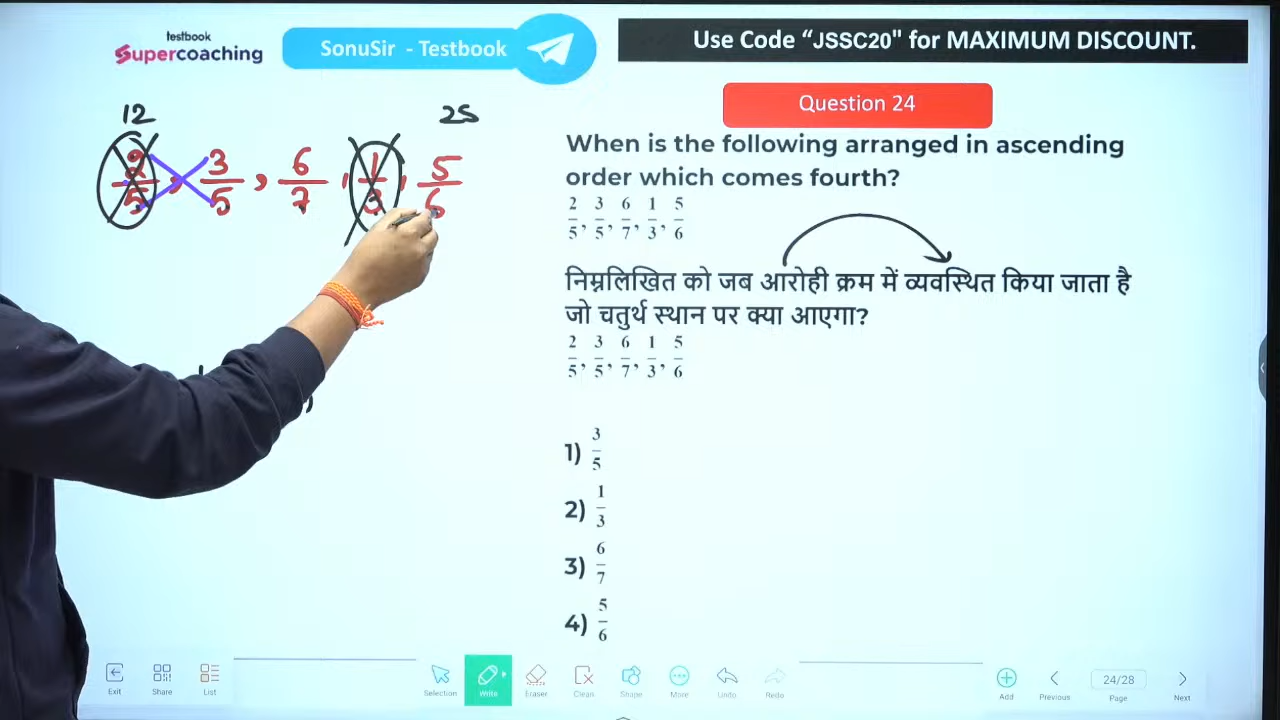 testbook
Supercoaching
SonuSir - Testbook
Use Code “JSSC20" for MAXIMUM DISCOUNT.
Question 24
12 25
2/5, 3/5, 6/7, 1/3, 5/6
When is the following arranged in ascending
order which comes fourth?
2/5, 3/5, 6/7, 1/3, 5/6
निम्नलिखित को जब आरोही क्रम में व्यवस्थित किया जाता है
जो चतुर्थ स्थान पर क्या आएगा?
2/5, 3/5, 6/7, 1/3, 5/6
1) 3/5
2) 1/3
3) 6/7
4) 5/6
Exit Share List Selection Write Eraser Clean Shape More Undo Redo Add Previous 24/28 Page Next